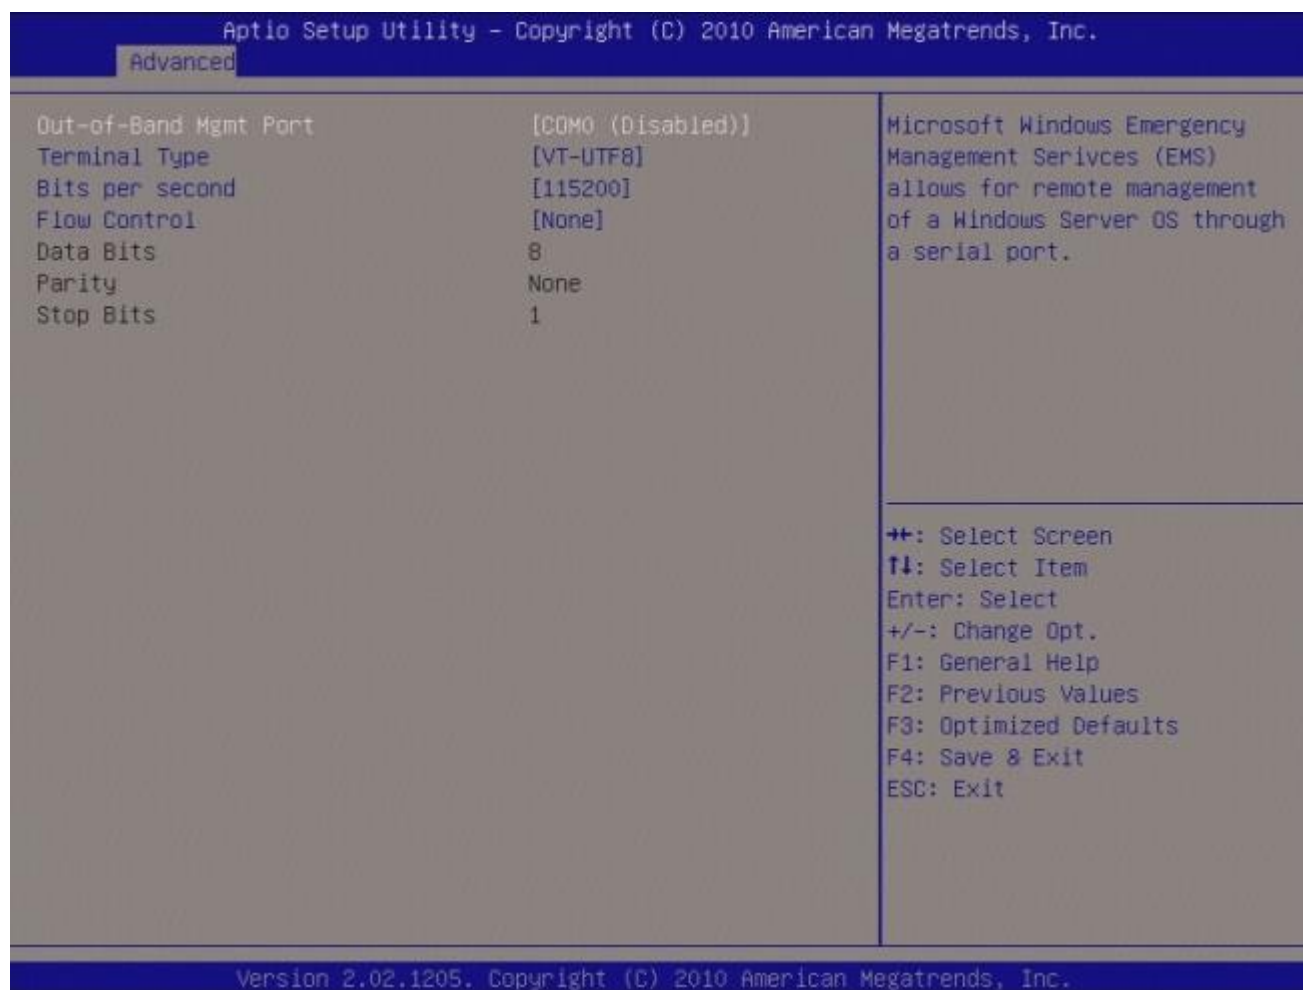 Aptio Setup Utility - Copyright (C) 2010 American Megatrends, Inc.
Advanced
Out-of-Band Mgmt Port [COM0 (Disabled)]
Terminal Type [VT-UTF8]
Bits per second [115200]
Flow Control [None]
Data Bits 8
Parity None
Stop Bits 1
Microsoft Windows Emergency
Management Serivces (EMS)
allows for remote management
of a Windows Server OS through
a serial port.
→←: Select Screen
↑↓: Select Item
Enter: Select
+/-: Change Opt.
F1: General Help
F2: Previous Values
F3: Optimized Defaults
F4: Save & Exit
ESC: Exit
Version 2.02.1205. Copyright (C) 2010 American Megatrends, Inc.